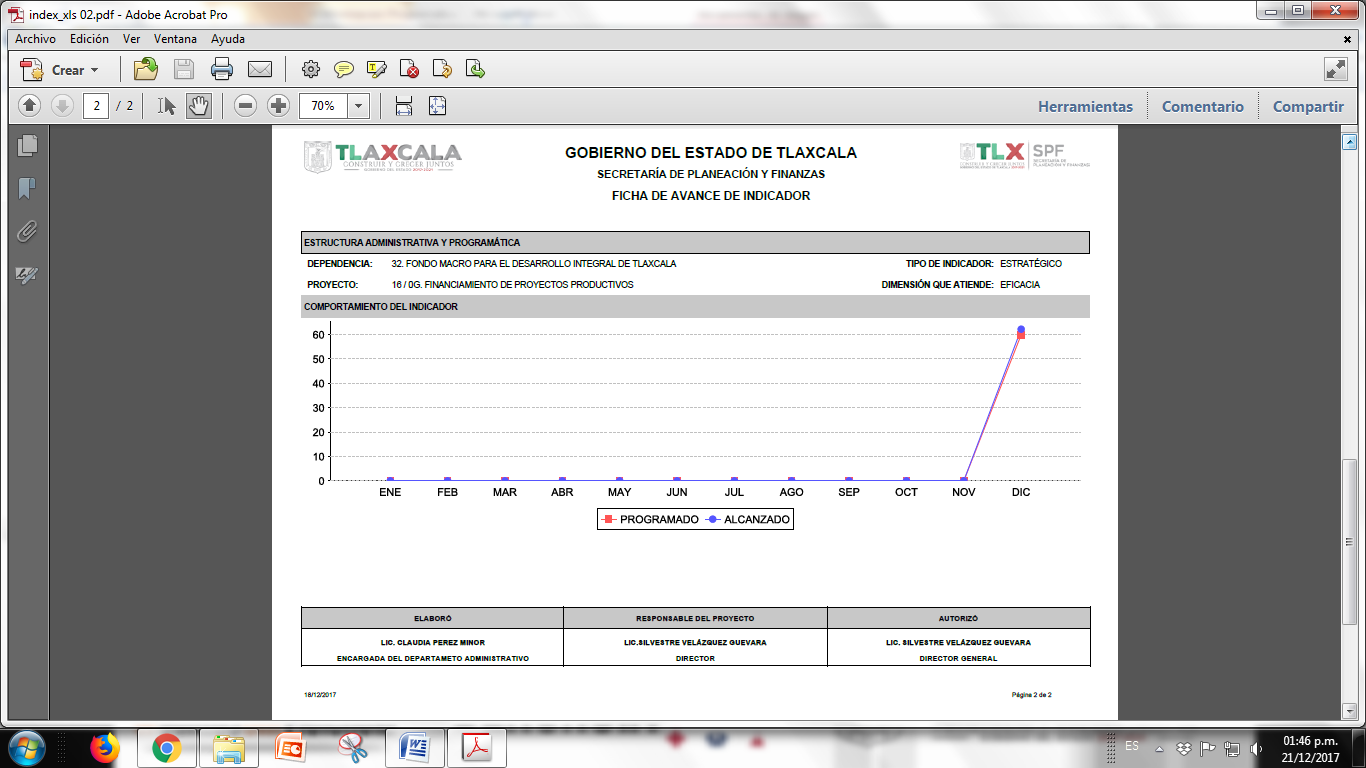 index_xls 02.pdf - Adobe Acrobat Pro
Archivo Edición Ver Ventana Ayuda
Crear
2 / 2 70% Herramientas Comentario Compartir
TLAXCALA
CONSTRUIR Y CRECER JUNTOS
TLX SPF
GOBIERNO DEL ESTADO DE TLAXCALA
SECRETARÍA DE PLANEACIÓN Y FINANZAS
FICHA DE AVANCE DE INDICADOR
ESTRUCTURA ADMINISTRATIVA Y PROGRAMÁTICA
DEPENDENCIA: 32. FONDO MACRO PARA EL DESARROLLO INTEGRAL DE TLAXCALA TIPO DE INDICADOR: ESTRATÉGICO
PROYECTO: 16 / 0G. FINANCIAMIENTO DE PROYECTOS PRODUCTIVOS DIMENSIÓN QUE ATIENDE: EFICACIA
COMPORTAMIENTO DEL INDICADOR
60
50
40
30
20
10
0
ENE FEB MAR ABR MAY JUN JUL AGO SEP OCT NOV DIC
PROGRAMADO ALCANZADO
ELABORÓ RESPONSABLE DEL PROYECTO AUTORIZÓ
LIC. CLAUDIA PEREZ MINOR LIC.SILVESTRE VELÁZQUEZ GUEVARA LIC. SILVESTRE VELÁZQUEZ GUEVARA
ENCARGADA DEL DEPARTAMETO ADMINISTRATIVO DIRECTOR DIRECTOR GENERAL
18/12/2017 Página 2 de 2
ES 01:46 p.m.
21/12/2017